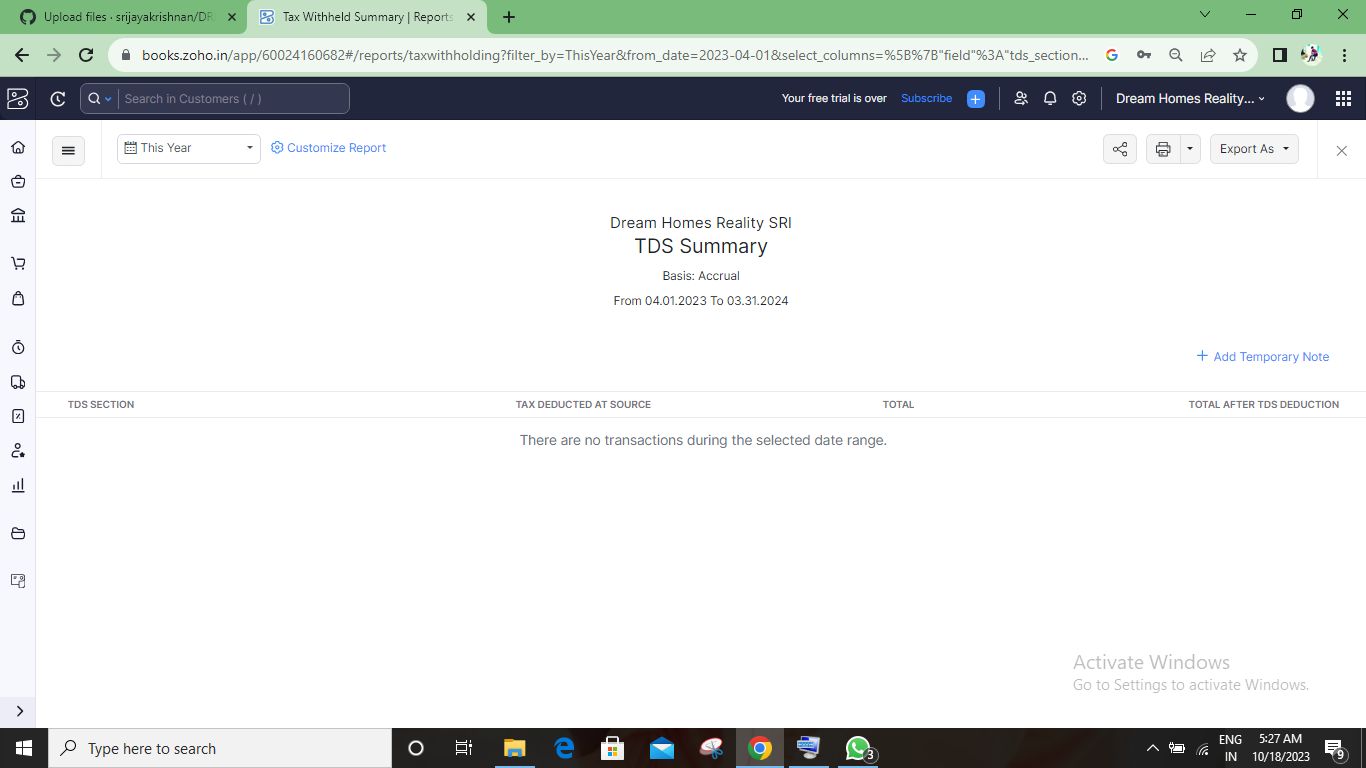 Upload files · srijayakrishnan/DR
Tax Withheld Summary | Reports
books.zoho.in/app/60024160682#/reports/taxwithholding?filter_by=ThisYear&from_date=2023-04-01&select_columns=%5B%7B"field"%3A"tds_section...
Search in Customers ( / )
Your free trial is over
Subscribe
Dream Homes Reality...
This Year
Customize Report
Export As
Dream Homes Reality SRI
TDS Summary
Basis: Accrual
From 04.01.2023 To 03.31.2024
+ Add Temporary Note
TDS SECTION TAX DEDUCTED AT SOURCE TOTAL TOTAL AFTER TDS DEDUCTION
There are no transactions during the selected date range.
Activate Windows
Go to Settings to activate Windows.
Type here to search
3
ENG
IN
5:27 AM
10/18/2023
9